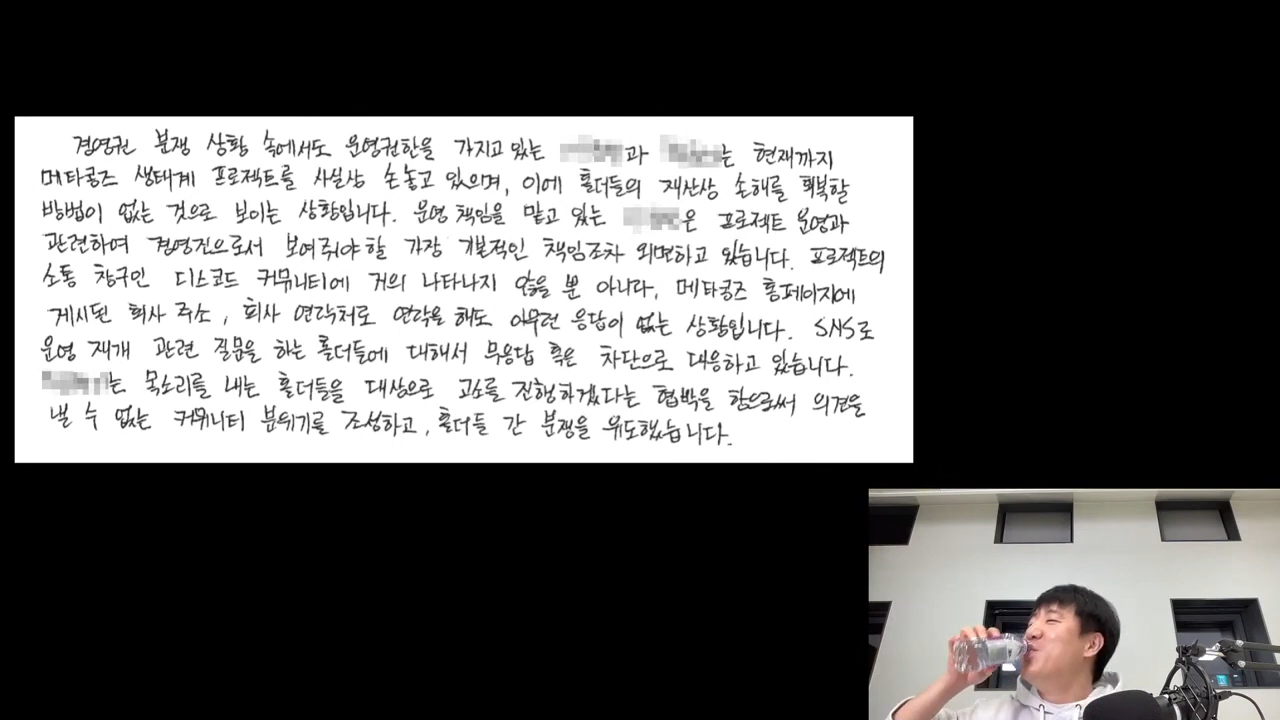 경영권 분쟁 상황 속에서도 운영권한을 가지고 있는 과 는 현재까지
메타콩즈 생태계 프로젝트를 사실상 손놓고 있으며, 이에 홀더들의 재산상 손해를 회복할
방법이 없는 것으로 보이는 상황입니다. 운영 책임을 맡고 있는 은 프로젝트 운영과
관련하여 경영진으로서 보여줘야 할 가장 기본적인 책임조차 외면하고 있습니다. 프로젝트의
소통 창구인 디스코드 커뮤니티에 거의 나타나지 않을 뿐 아니라, 메타콩즈 홈페이지에
게시된 회사 주소, 회사 연락처로 연락을 해도 아무런 응답이 없는 상황입니다. SNS로
운영 재개 관련 질문을 하는 홀더들에 대해서 무응답 혹은 차단으로 대응하고 있습니다.
는 목소리를 내는 홀더들을 대상으로 고소를 진행하겠다는 협박을 함으로써 의견을
낼 수 없는 커뮤니티 분위기를 조성하고, 홀더들 간 분쟁을 유도했습니다.